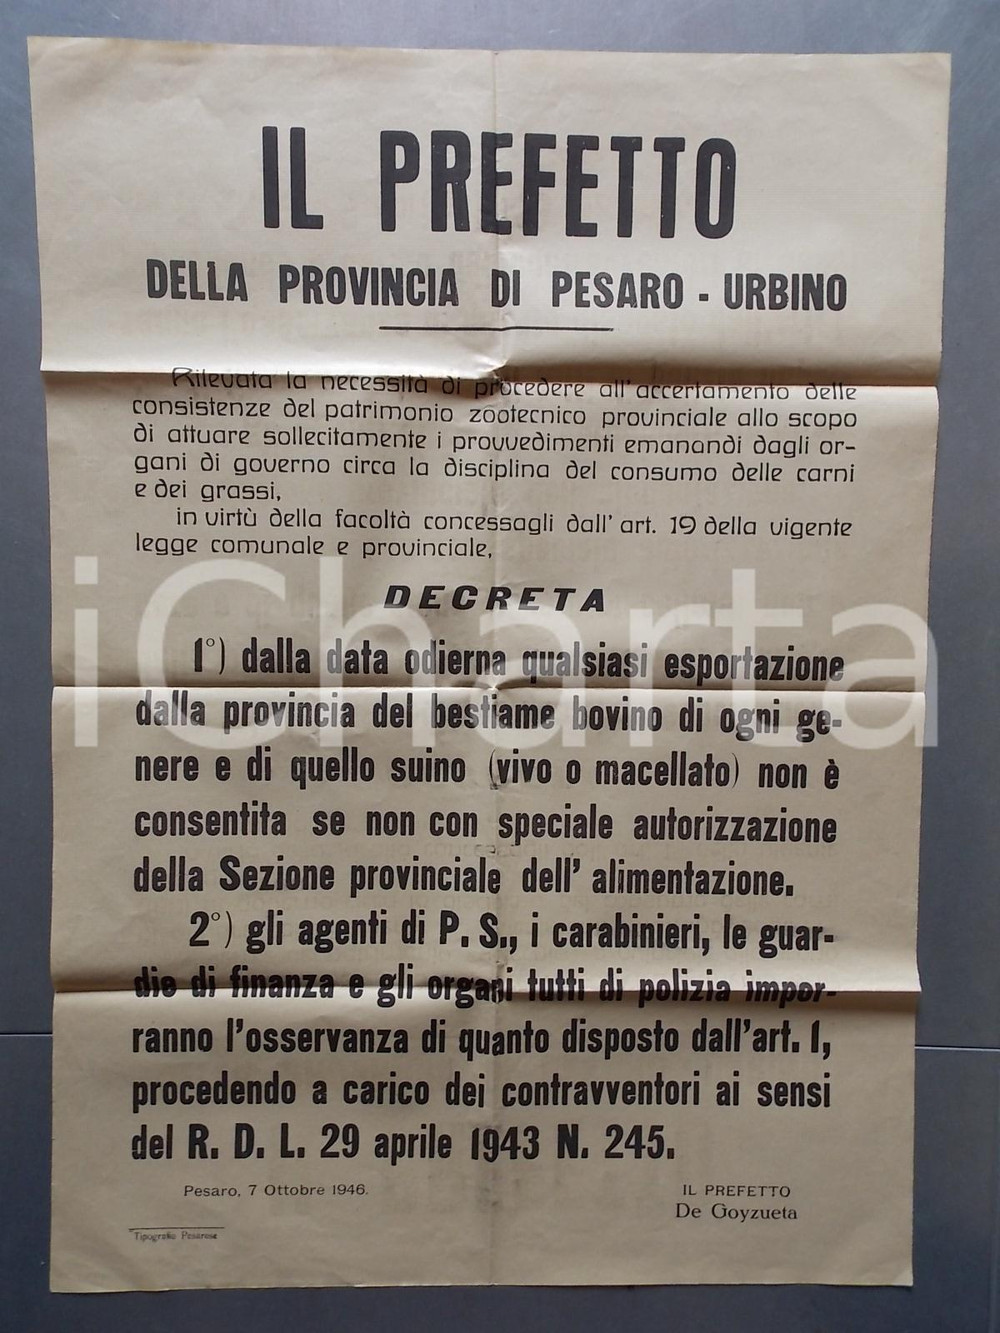 IL PREFETTO
DELLA PROVINCIA DI PESARO - URBINO
Rilevata la necessità di procedere all'accertamento delle
consistenze del patrimonio zootecnico provinciale allo scopo
di attuare sollecitamente i provvedimenti emanandi dagli or-
gani di governo circa la disciplina del consumo delle carni
e dei grassi,
in virtù della facoltà concessagli dall' art. 19 della vigente
legge comunale e provinciale,
DECRETA
1°) dalla data odierna qualsiasi esportazione
dalla provincia del bestiame bovino di ogni ge-
nere e di quello suino (vivo o macellato) non è
consentita se non con speciale autorizzazione
della Sezione provinciale dell' alimentazione.
2°) gli agenti di P. S., i carabinieri, le guar-
die di finanza e gli organi tutti di polizia impor-
ranno l'osservanza di quanto disposto dall'art. 1,
procedendo a carico dei contravventori ai sensi
del R. D. L. 29 aprile 1943 N. 245.
Pesaro, 7 Ottobre 1946.
IL PREFETTO
De Goyzueta
Tipografia Pesarese
iCharta